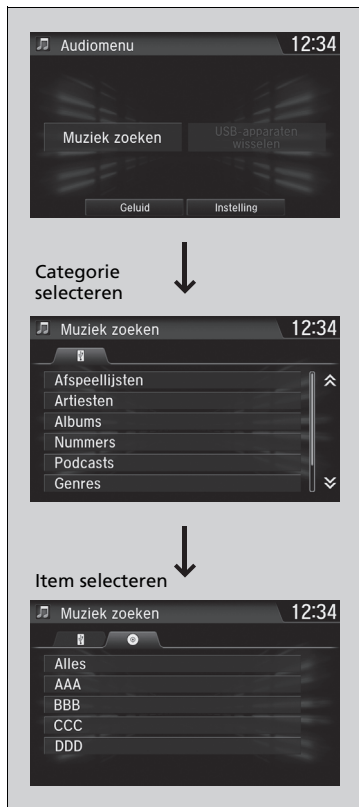 Audiomenu 12:34
Muziek zoeken
USB-apparaten
wisselen
Geluid Instelling
Categorie
selecteren
Muziek zoeken 12:34
Afspeellijsten
Artiesten
Albums
Nummers
Podcasts
Genres
Item selecteren
Muziek zoeken 12:34
Alles
AAA
BBB
CCC
DDD